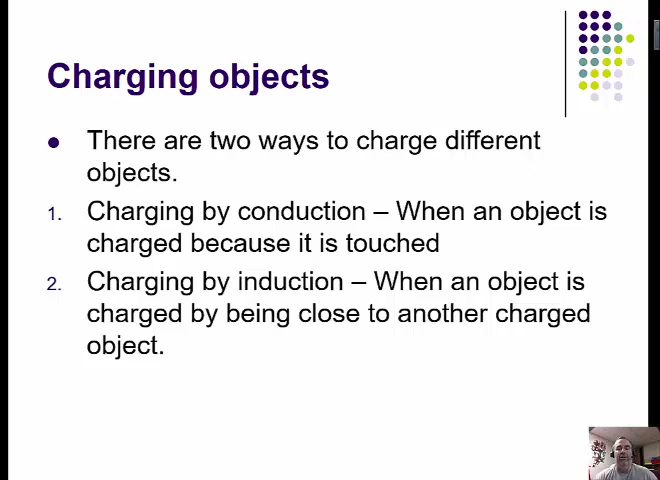 Charging objects
There are two ways to charge different
objects.
1. Charging by conduction – When an object is
charged because it is touched
2. Charging by induction – When an object is
charged by being close to another charged
object.